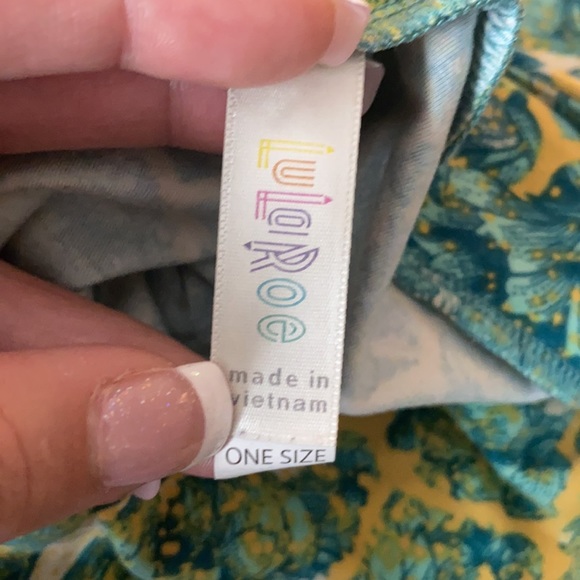 LuLaRoe
made in
vietnam
ONE SIZE